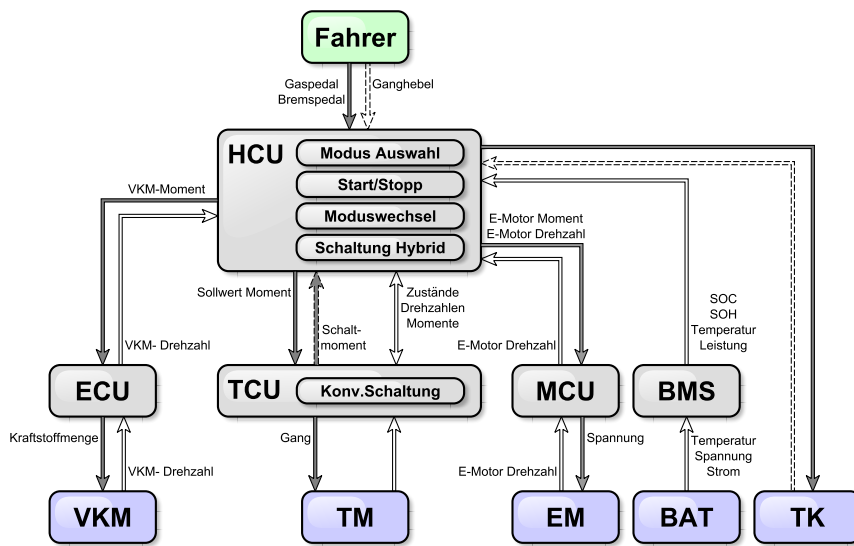 Fahrer
Gaspedal
Bremspedal
Ganghebel
HCU
Modus Auswahl
Start/Stopp
Moduswechsel
Schaltung Hybrid
VKM-Moment
E-Motor Moment
E-Motor Drehzahl
Sollwert Moment
Schalt-
moment
Zustände
Drehzahlen
Momente
VKM- Drehzahl
E-Motor Drehzahl
SOC
SOH
Temperatur
Leistung
ECU
TCU
Konv.Schaltung
MCU
BMS
Kraftstoffmenge
VKM- Drehzahl
Gang
E-Motor Drehzahl
Spannung
Temperatur
Spannung
Strom
VKM
TM
EM
BAT
TK